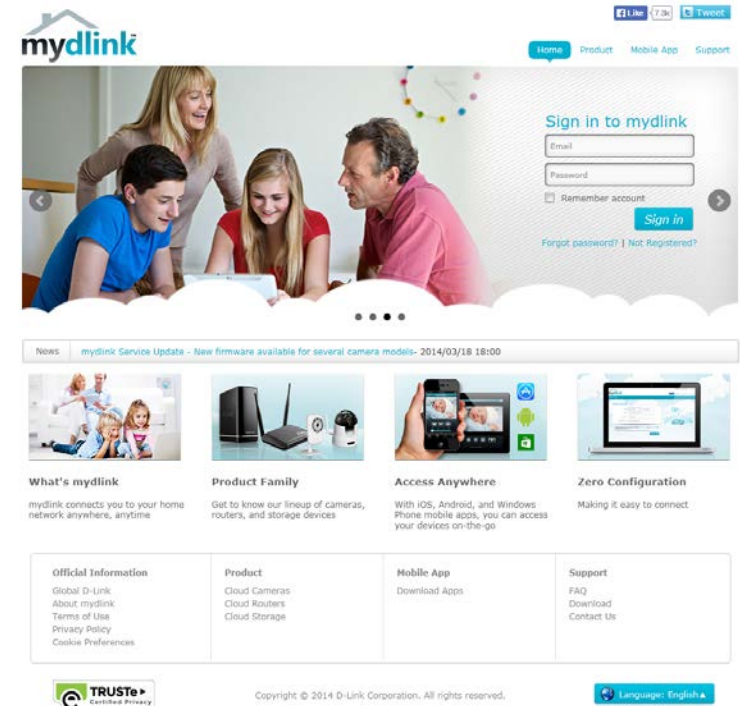 Like 7.3k Tweet
mydlink™
Home Product Mobile App Support
Sign in to mydlink
Email
Password
Remember account
Sign in
Forgot password? | Not Registered?
News mydlink Service Update - New firmware available for several camera models- 2014/03/18 18:00
What's mydlink
mydlink connects you to your home
network anywhere, anytime
Product Family
Get to know our lineup of cameras,
routers, and storage devices
Access Anywhere
With iOS, Android, and Windows
Phone mobile apps, you can access
your devices on-the-go
Zero Configuration
Making it easy to connect
Official Information
Global D-Link
About mydlink
Terms of Use
Privacy Policy
Cookie Preferences
Product
Cloud Cameras
Cloud Routers
Cloud Storage
Mobile App
Download Apps
Support
FAQ
Download
Contact Us
TRUSTe
Certified Privacy
Copyright © 2014 D-Link Corporation. All rights reserved.
Language: English▲